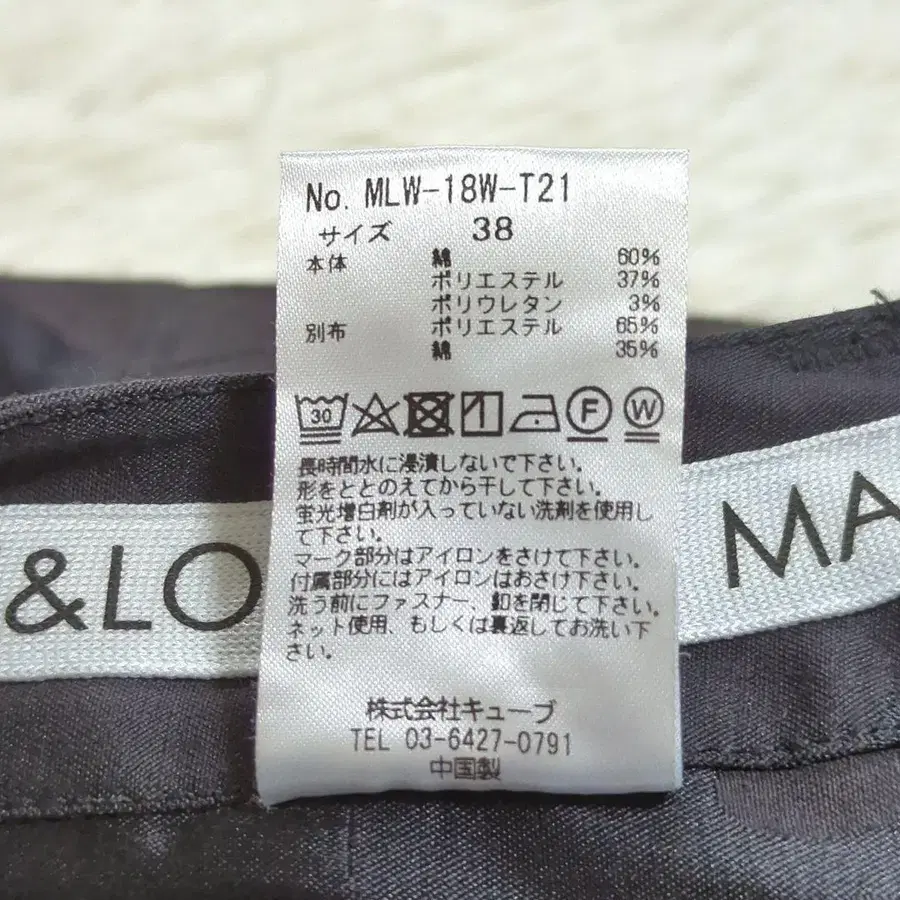 No. MLW-18W-T21
サイズ 38
本体 綿 60%
ポリエステル 37%
ポリウレタン 3%
別布 ポリエステル 65%
綿 35%
30 F W
長時間水に浸漬しないで下さい。
形をととのえてから干して下さい。
蛍光増白剤が入っていない洗剤を使用し
て下さい。
マーク部分はアイロンをさけて下さい。
付属部分にはアイロンはおさけ下さい。
洗う前にファスナー、釦を閉じて下さい。
ネット使用、もしくは裏返してお洗い下
さい。
株式会社キューブ
TEL 03-6427-0791
中国製
&LO
MA